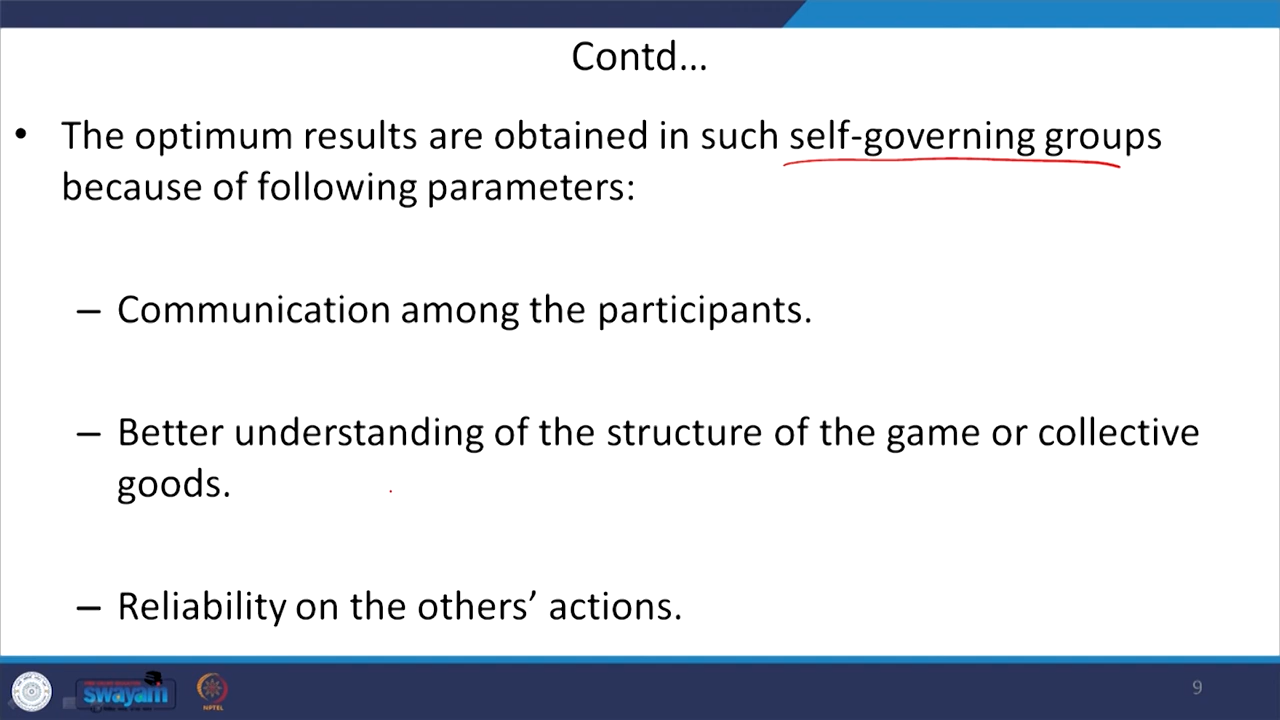 Contd...
• The optimum results are obtained in such self-governing groups
because of following parameters:
– Communication among the participants.
– Better understanding of the structure of the game or collective
goods.
– Reliability on the others’ actions.
swayam
NPTEL
9